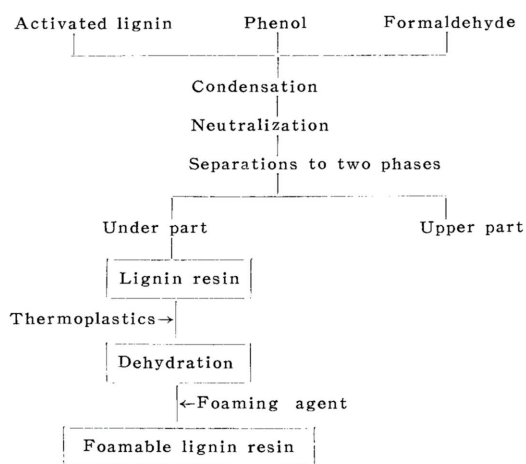 Activated lignin Phenol Formaldehyde
Condensation
Neutralization
Separations to two phases
Under part Upper part
Lignin resin
Thermoplastics→
Dehydration
←Foaming agent
Foamable lignin resin